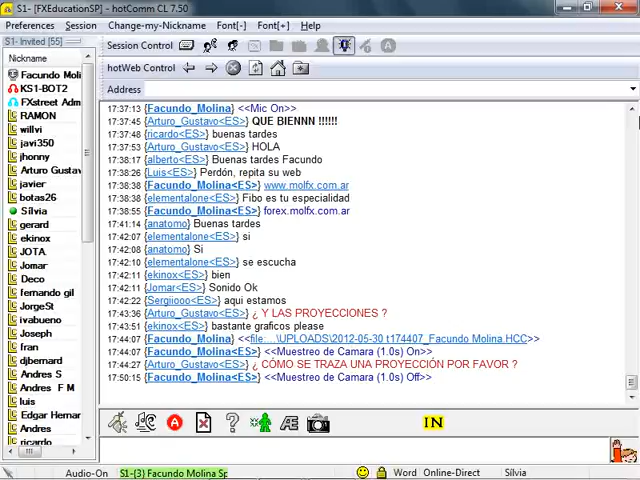 S1- [FXEducationSP] - hotComm CL 7.50
Preferences Session Change-my-Nickname Font[-] Font[+] Help
S1- Invited [55]
Nickname
Facundo Moli
KS1-BOT2
FXstreet Adm
RAMON
willvi
javi350
jhonny
Arturo Gustav
javier
botas26
Sílvia
gerard
ekinox
JOTA
Jomar
Deco
fernando gil
JorgeSt
ivabueno
Joseph
fran
djbernard
Andres S
Andres F M
luis
Edgar Hernar
Andres
ricardo
Session Control
hotWeb Control
Address
17:37:13 {Facundo_Molina} <<Mic On>>
17:37:45 {Arturo_Gustavo<ES>} QUE BIENNN !!!!!!
17:37:48 {ricardo<ES>} buenas tardes
17:37:53 {Arturo_Gustavo<ES>} HOLA
17:38:17 {alberto<ES>} Buenas tardes Facundo
17:38:26 {Luis<ES>} Perdón, repita su web
17:38:38 {Facundo_Molina<ES>} www.molfx.com.ar
17:38:38 {elementalone<ES>} Fibo es tu especialidad
17:38:55 {Facundo_Molina<ES>} forex.molfx.com.ar
17:41:14 {anatomo} Buenas tardes
17:42:07 {elementalone<ES>} si
17:42:08 {anatomo} Si
17:42:10 {elementalone<ES>} se escucha
17:42:11 {ekinox<ES>} bien
17:42:11 {Jomar<ES>} Sonido Ok
17:42:22 {Sergiooo<ES>} aqui estamos
17:43:36 {Arturo_Gustavo<ES>} ¿ Y LAS PROYECCIONES ?
17:43:51 {ekinox<ES>} bastante graficos please
17:44:07 {Facundo_Molina} <<file:...\UPLOADS\2012-05-30 t174407_Facundo Molina.HCC>>
17:44:07 {Facundo_Molina<ES>} <<Muestreo de Camara (1.0s) On>>
17:44:27 {Arturo_Gustavo<ES>} ¿ CÓMO SE TRAZA UNA PROYECCIÓN POR FAVOR ?
17:50:15 {Facundo_Molina<ES>} <<Muestreo de Camara (1.0s) Off>>
A ? Æ IN
Audio-On S1-{3} Facundo Molina Sp Word Online-Direct Sílvia